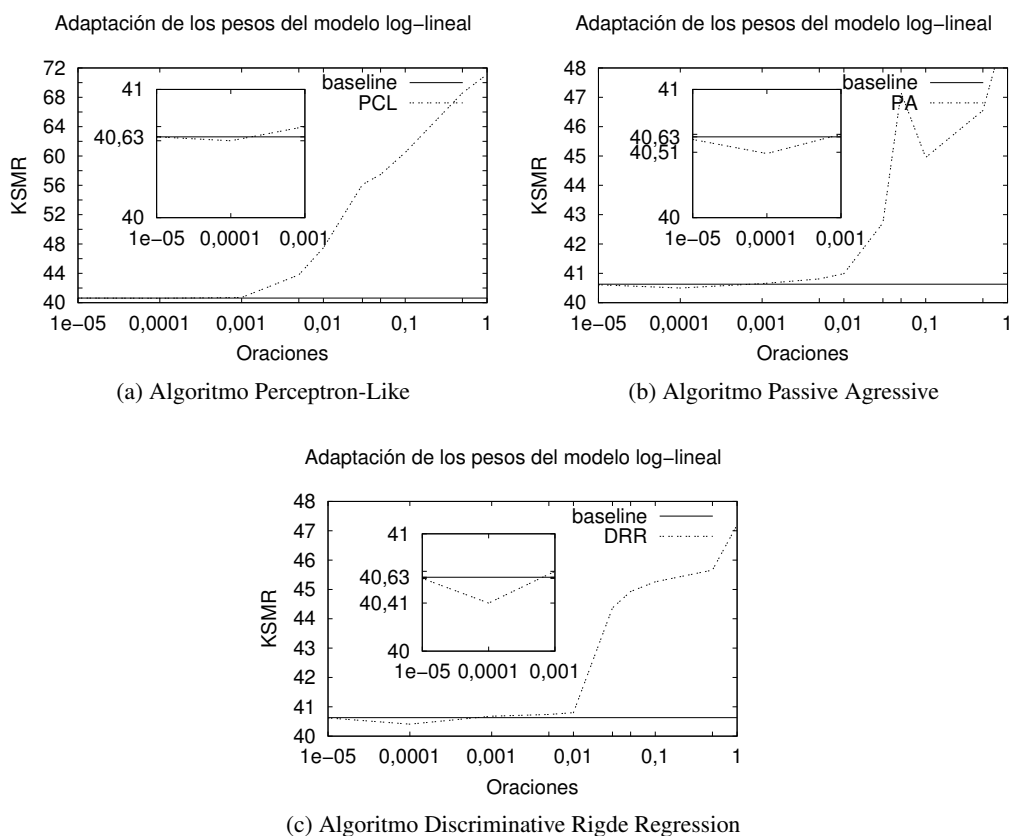 Adaptación de los pesos del modelo log−lineal
72
68
64
60
56
52
48
44
40
KSMR
baseline
PCL
41
40,63
40
1e−05
0,0001
0,001
1e−05
0,0001
0,001
0,01
0,1
1
Oraciones
(a) Algoritmo Perceptron-Like
Adaptación de los pesos del modelo log−lineal
48
47
46
45
44
43
42
41
40
KSMR
baseline
PA
41
40,63
40,51
40
1e−05
0,0001
0,001
1e−05
0,0001
0,001
0,01
0,1
1
Oraciones
(b) Algoritmo Passive Agressive
Adaptación de los pesos del modelo log−lineal
48
47
46
45
44
43
42
41
40
KSMR
baseline
DRR
41
40,63
40,41
40
1e−05
0,0001
0,001
1e−05
0,0001
0,001
0,01
0,1
1
Oraciones
(c) Algoritmo Discriminative Rigde Regression